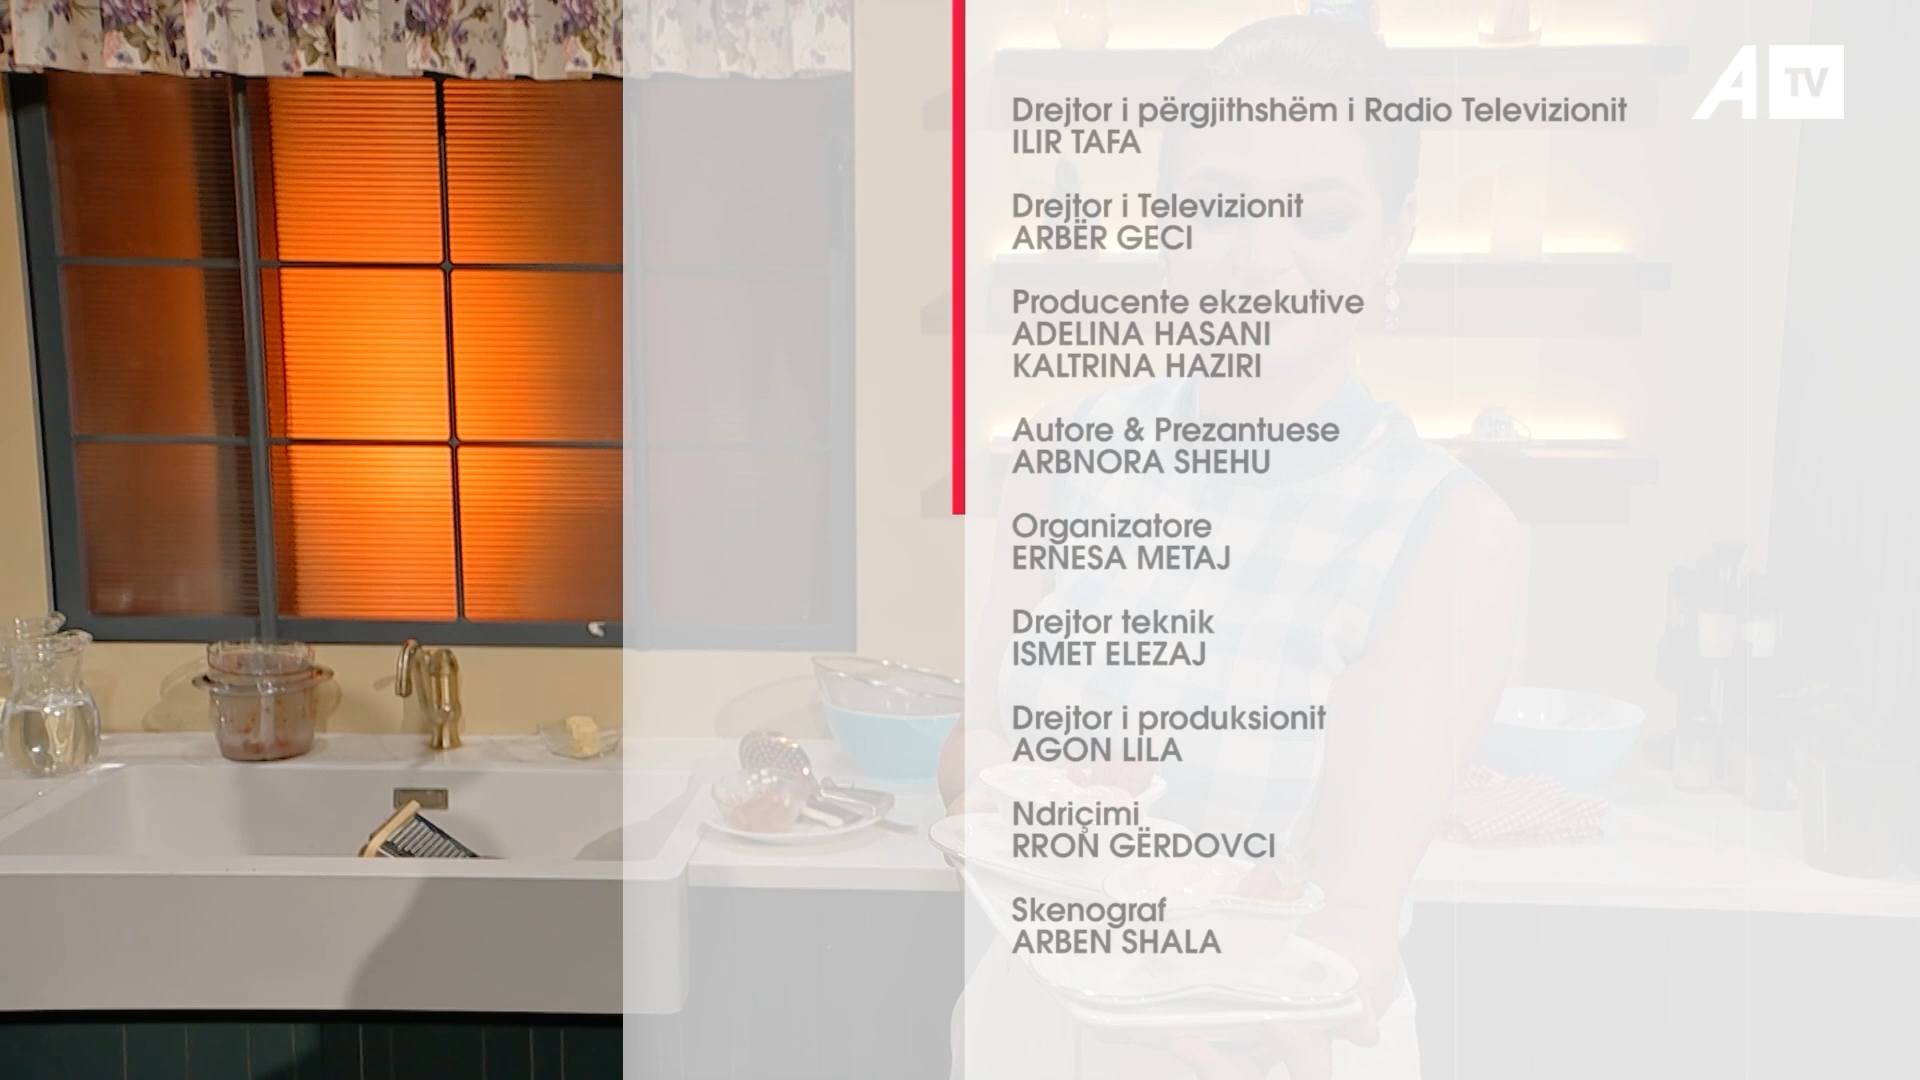 A TV
Drejtor i përgjithshëm i Radio Televizionit
ILIR TAFA
Drejtor i Televizionit
ARBËR GECI
Producente ekzekutive
ADELINA HASANI
KALTRINA HAZIRI
Autore & Prezantuese
ARBNORA SHEHU
Organizatore
ERNESA METAJ
Drejtor teknik
ISMET ELEZAJ
Drejtor i produksionit
AGON LILA
Ndriçimi
RRON GËRDOVCI
Skenograf
ARBEN SHALA